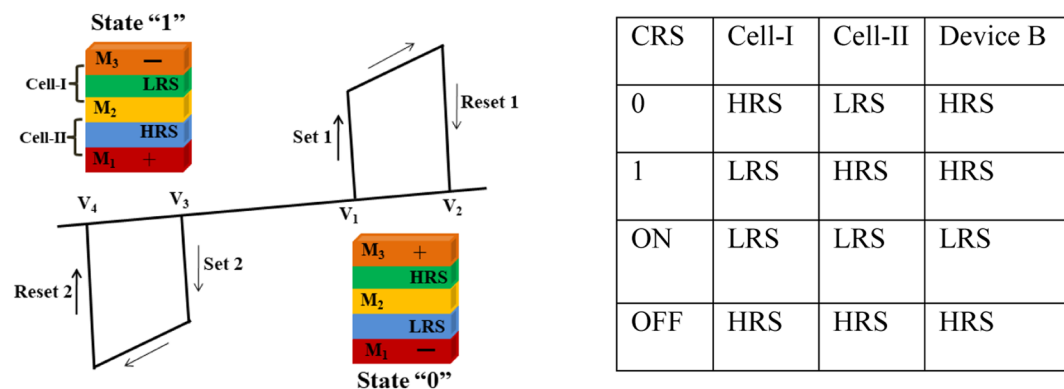 State “1”
M3 −
Cell-I
LRS
M2
Cell-II
HRS
M1 +
Set 1
Reset 1
V4
V3
V1
V2
Set 2
Reset 2
M3 +
HRS
M2
LRS
M1 −
State “0”
CRS Cell-I Cell-II Device B
0 HRS LRS HRS
1 LRS HRS HRS
ON LRS LRS LRS
OFF HRS HRS HRS